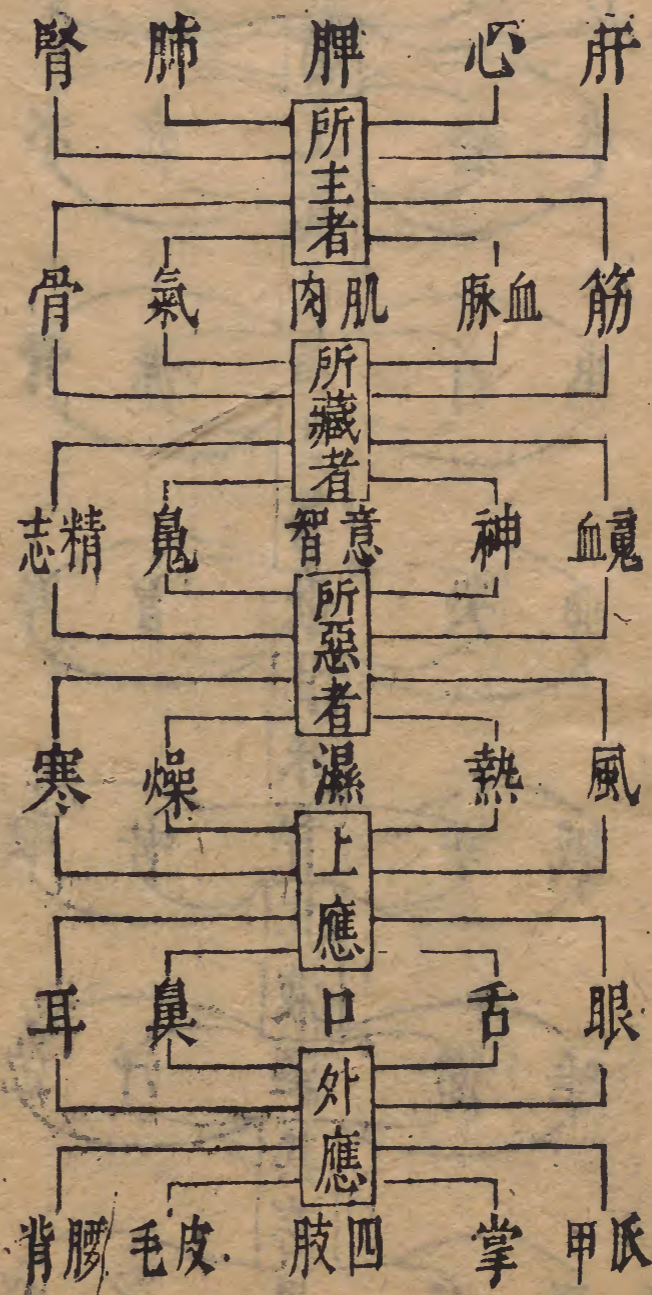 肝 心 脾 肺 腎
所主者
筋 血脉 肌肉 氣 骨
所藏者
魂血 神 意智 魄 精志
所惡者
風 熱 濕 燥 寒
上應
眼 舌 口 鼻 耳
外應
爪甲 掌 四肢 皮毛 腰背